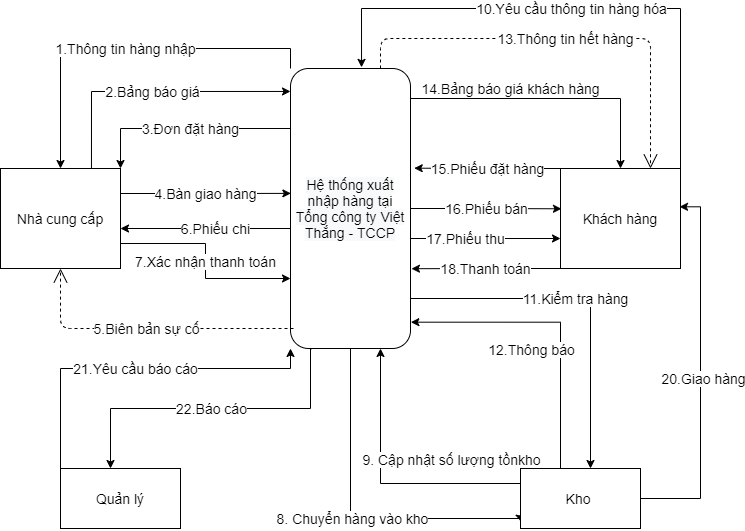 10.Yêu cầu thông tin hàng hóa
13.Thông tin hết hàng
1.Thông tin hàng nhập
2.Bảng báo giá
14.Bảng báo giá khách hàng
3.Đơn đặt hàng
15.Phiếu đặt hàng
Hệ thống xuất
nhập hàng tại
Tổng công ty Việt
Thắng - TCCP
4.Bàn giao hàng
16.Phiếu bán
Nhà cung cấp
Khách hàng
6.Phiếu chi
17.Phiếu thu
7.Xác nhận thanh toán
18.Thanh toán
11.Kiểm tra hàng
5.Biên bản sự cố
12.Thông báo
21.Yêu cầu báo cáo
20.Giao hàng
22.Báo cáo
9. Cập nhật số lượng tồnkho
Quản lý
Kho
8. Chuyển hàng vào kho